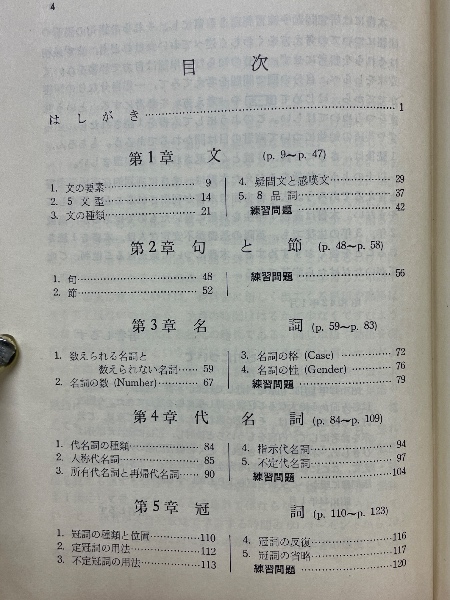 4
目次
はしがき……………………1
第1章 文 (p. 9〜p. 47)
1. 文の要素……………9
2. 5 文 型……………14
3. 文の種類……………21
4. 疑問文と感嘆文……………29
5. 8 品 詞……………37
練習問題……………42
第2章 句 と 節 (p. 48〜p. 58)
1. 句……………48
2. 節……………52
練習問題……………56
第3章 名 詞 (p. 59〜p. 83)
1. 数えられる名詞と
数えられない名詞……59
2. 名詞の数 (Number)………67
3. 名詞の格 (Case)………72
4. 名詞の性 (Gender)………76
練習問題……………79
第4章 代 名 詞 (p. 84〜p. 109)
1. 代名詞の種類……………84
2. 人称代名詞……………85
3. 所有代名詞と再帰代名詞……90
4. 指示代名詞……………94
5. 不定代名詞……………97
練習問題……………104
第5章 冠 詞 (p. 110〜p. 123)
1. 冠詞の種類と位置………110
2. 定冠詞の用法……………112
3. 不定冠詞の用法…………113
4. 冠詞の反復……………116
5. 冠詞の省略……………117
練習問題……………120